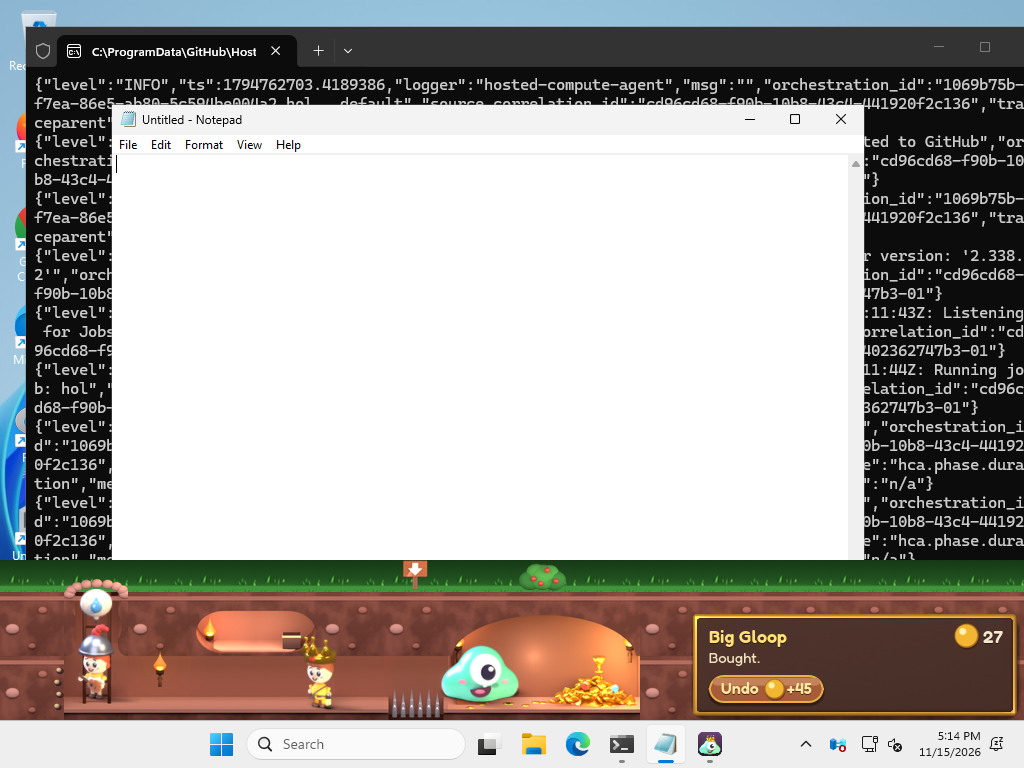 C:\ProgramData\GitHub\Host
{"level":"INFO","ts":1794762703.4189386,"logger":"hosted-compute-agent","msg":"","orchestration_id":"1069b75b-
ceparent"
Untitled - Notepad
File Edit Format View Help
{"level": ted to GitHub","or
chestrati :"cd96cd68-f90b-10
b8-43c4-4 "}
{"level": estration_id":"1069b75b-
f7ea-86e5 441920f2c136","tra
ceparent"
{"level": r version: '2.338.
2'","orch ion_id":"cd96cd68-
f90b-10b8 47b3-01"}
{"level": :11:43Z: Listening
for Jobs orrelation_id":"cd
96cd68-f9 402362747b3-01"}
{"level": 11:44Z: Running jo
b: hol"," elation_id":"cd96c
d68-f90b- 362747b3-01"}
{"level": ","orchestration_i
d":"1069b 0b-10b8-43c4-44192
0f2c136", e":"hca.phase.dura
tion","me :"n/a"}
{"level": ","orchestration_i
d":"1069b 0b-10b8-43c4-44192
0f2c136", e":"hca.phase.dura
Big Gloop 27
Bought.
Undo +45
Search
5:14 PM
11/15/2026